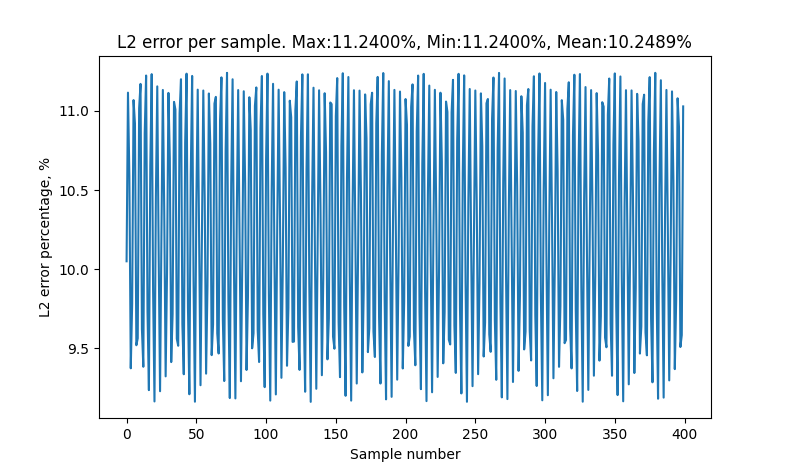 L2 error per sample. Max:11.2400%, Min:11.2400%, Mean:10.2489%
11.0
10.5
10.0
9.5
L2 error percentage, %
0 50 100 150 200 250 300 350 400
Sample number